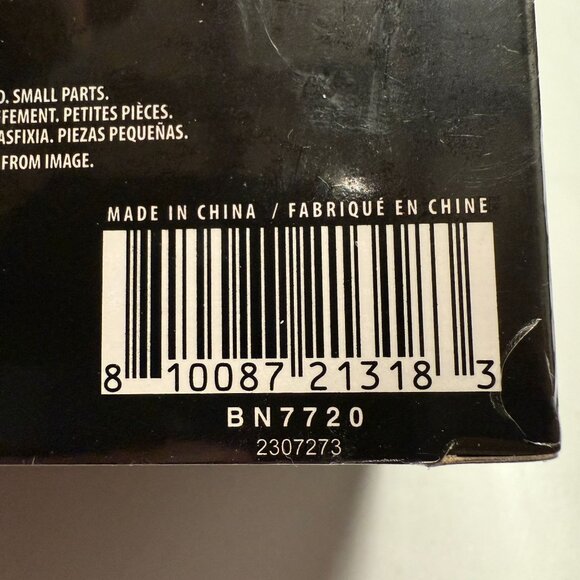 D. SMALL PARTS.
FFEMENT. PETITES PIÈCES.
ASFIXIA. PIEZAS PEQUEÑAS.
FROM IMAGE.
MADE IN CHINA / FABRIQUÉ EN CHINE
8 10087 21318 3
BN7720
2307273